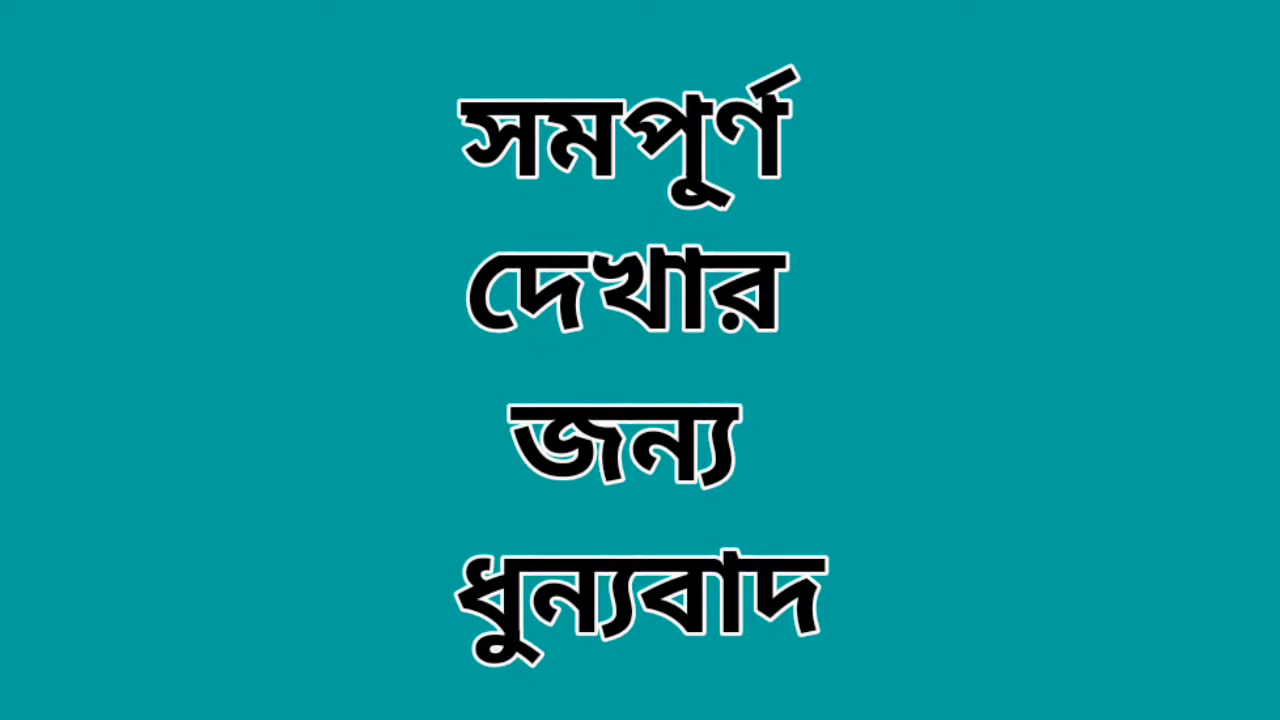 সমপুর্ণ
দেখার
জন্য
ধুন্যবাদ